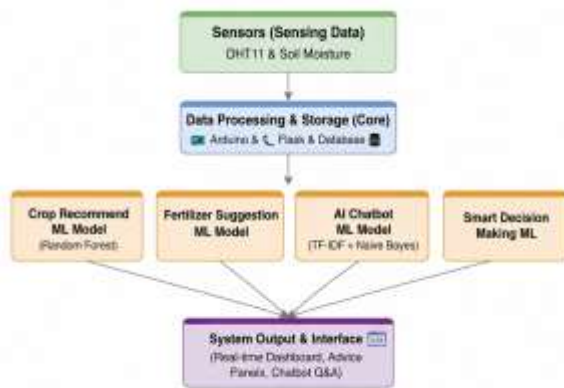 Sensors (Sensing Data)
DHT11 & Soil Moisture
Data Processing & Storage (Core)
Arduino & Flask & Database
Crop Recommend
ML Model
(Random Forest)
Fertilizer Suggestion
ML Model
AI Chatbot
ML Model
(TF-IDF + Naive Bayes)
Smart Decision
Making ML
System Output & Interface
(Real-time Dashboard, Advice
Panels, Chatbot Q&A)